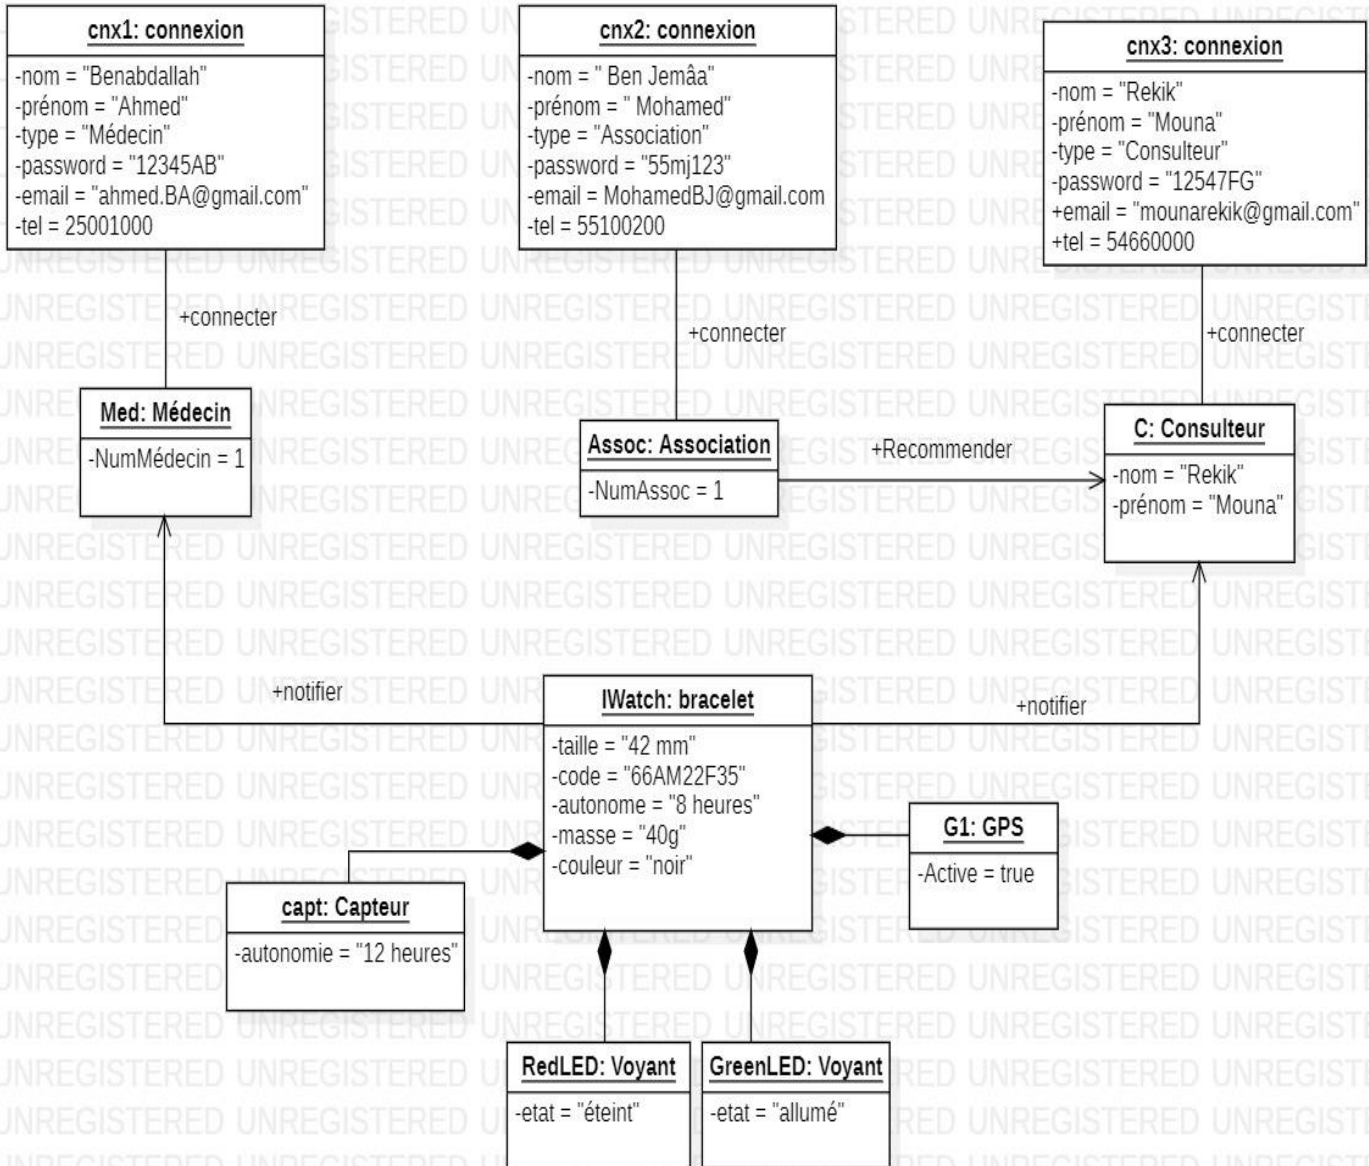 cnx1: connexion
-nom = "Benabdallah"
-prénom = "Ahmed"
-type = "Médecin"
-password = "12345AB"
-email = "ahmed.BA@gmail.com"
-tel = 25001000
cnx2: connexion
-nom = " Ben Jemâa"
-prénom = " Mohamed"
-type = "Association"
-password = "55mj123"
-email = MohamedBJ@gmail.com
-tel = 55100200
cnx3: connexion
-nom = "Rekik"
-prénom = "Mouna"
-type = "Consulteur"
-password = "12547FG"
+email = "mounarekik@gmail.com"
+tel = 54660000
+connecter
+connecter
+connecter
Med: Médecin
-NumMédecin = 1
Assoc: Association
-NumAssoc = 1
+Recommender
C: Consulteur
-nom = "Rekik"
-prénom = "Mouna"
+notifier
+notifier
IWatch: bracelet
-taille = "42 mm"
-code = "66AM22F35"
-autonome = "8 heures"
-masse = "40g"
-couleur = "noir"
G1: GPS
-Active = true
capt: Capteur
-autonomie = "12 heures"
RedLED: Voyant
-etat = "éteint"
GreenLED: Voyant
-etat = "allumé"
UNREGISTERED